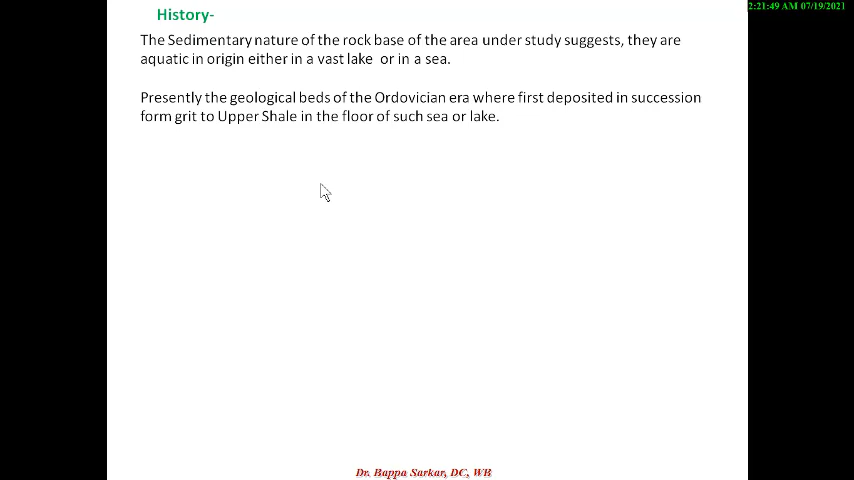 2:21:49 AM 07/19/2021
History-
The Sedimentary nature of the rock base of the area under study suggests, they are
aquatic in origin either in a vast lake or in a sea.
Presently the geological beds of the Ordovician era where first deposited in succession
form grit to Upper Shale in the floor of such sea or lake.
Dr. Bappa Sarkar, DC, WB